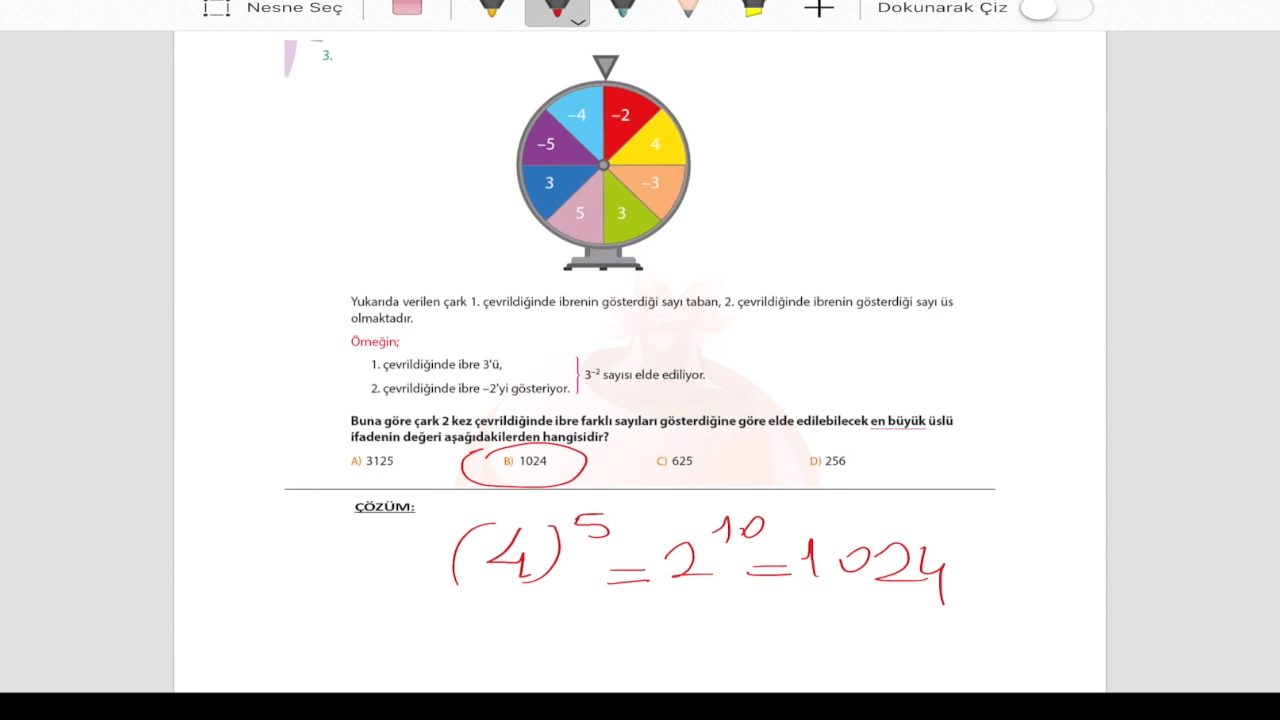 Nesne Seç
Dokunarak Çiz
3.
–4 –2
–5 4
3 –3
5 3
Yukarıda verilen çark 1. çevrildiğinde ibrenin gösterdiği sayı taban, 2. çevrildiğinde ibrenin gösterdiği sayı üs
olmaktadır.
Örneğin;
1. çevrildiğinde ibre 3'ü,
2. çevrildiğinde ibre –2'yi gösteriyor.
3⁻² sayısı elde ediliyor.
Buna göre çark 2 kez çevrildiğinde ibre farklı sayıları gösterdiğine göre elde edilebilecek en büyük üslü
ifadenin değeri aşağıdakilerden hangisidir?
A) 3125 B) 1024 C) 625 D) 256
ÇÖZÜM:
(4)⁵ = 2¹⁰ = 1024